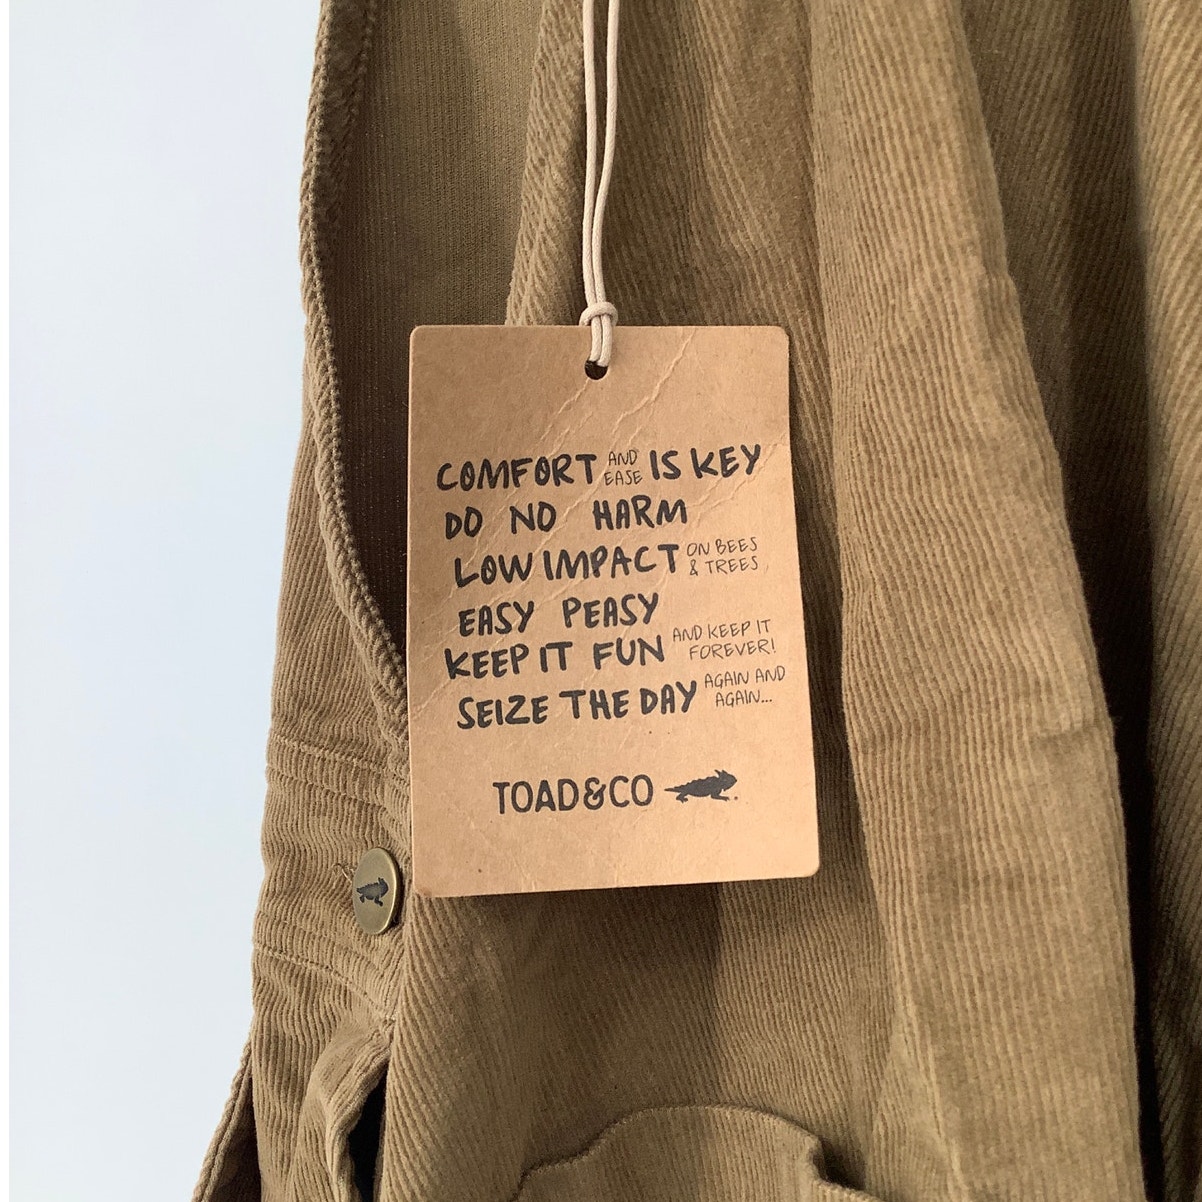 COMFORT AND EASE IS KEY
DO NO HARM
LOW IMPACT ON BEES & TREES
EASY PEASY
KEEP IT FUN AND KEEP IT FOREVER!
SEIZE THE DAY AGAIN AND AGAIN...
TOAD&CO